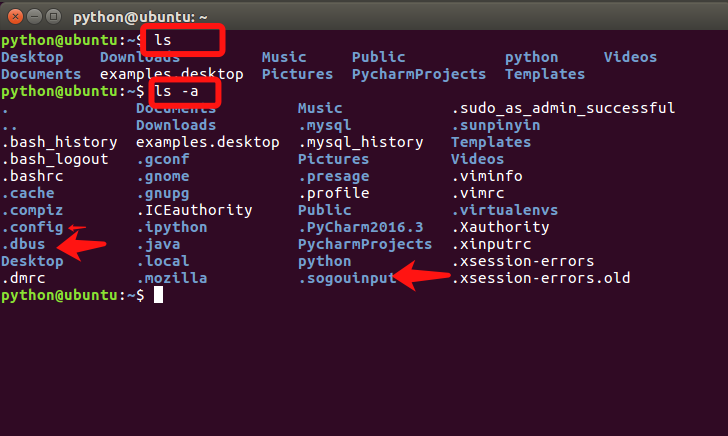 python@ubuntu: ~
python@ubuntu:~$ ls
Desktop Downloads Music Public python Videos
Documents examples.desktop Pictures PycharmProjects Templates
python@ubuntu:~$ ls -a
. Documents Music .sudo_as_admin_successful
.. Downloads .mysql .sunpinyin
.bash_history examples.desktop .mysql_history Templates
.bash_logout .gconf Pictures Videos
.bashrc .gnome .presage .viminfo
.cache .gnupg .profile .vimrc
.compiz .ICEauthority Public .virtualenvs
.config .ipython .PyCharm2016.3 .Xauthority
.dbus .java PycharmProjects .xinputrc
Desktop .local python .xsession-errors
.dmrc .mozilla .sogouinput .xsession-errors.old
python@ubuntu:~$